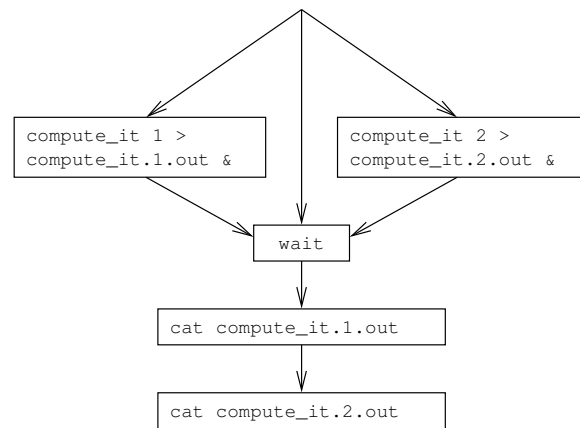 compute_it 1 >
compute_it.1.out &
compute_it 2 >
compute_it.2.out &
wait
cat compute_it.1.out
cat compute_it.2.out